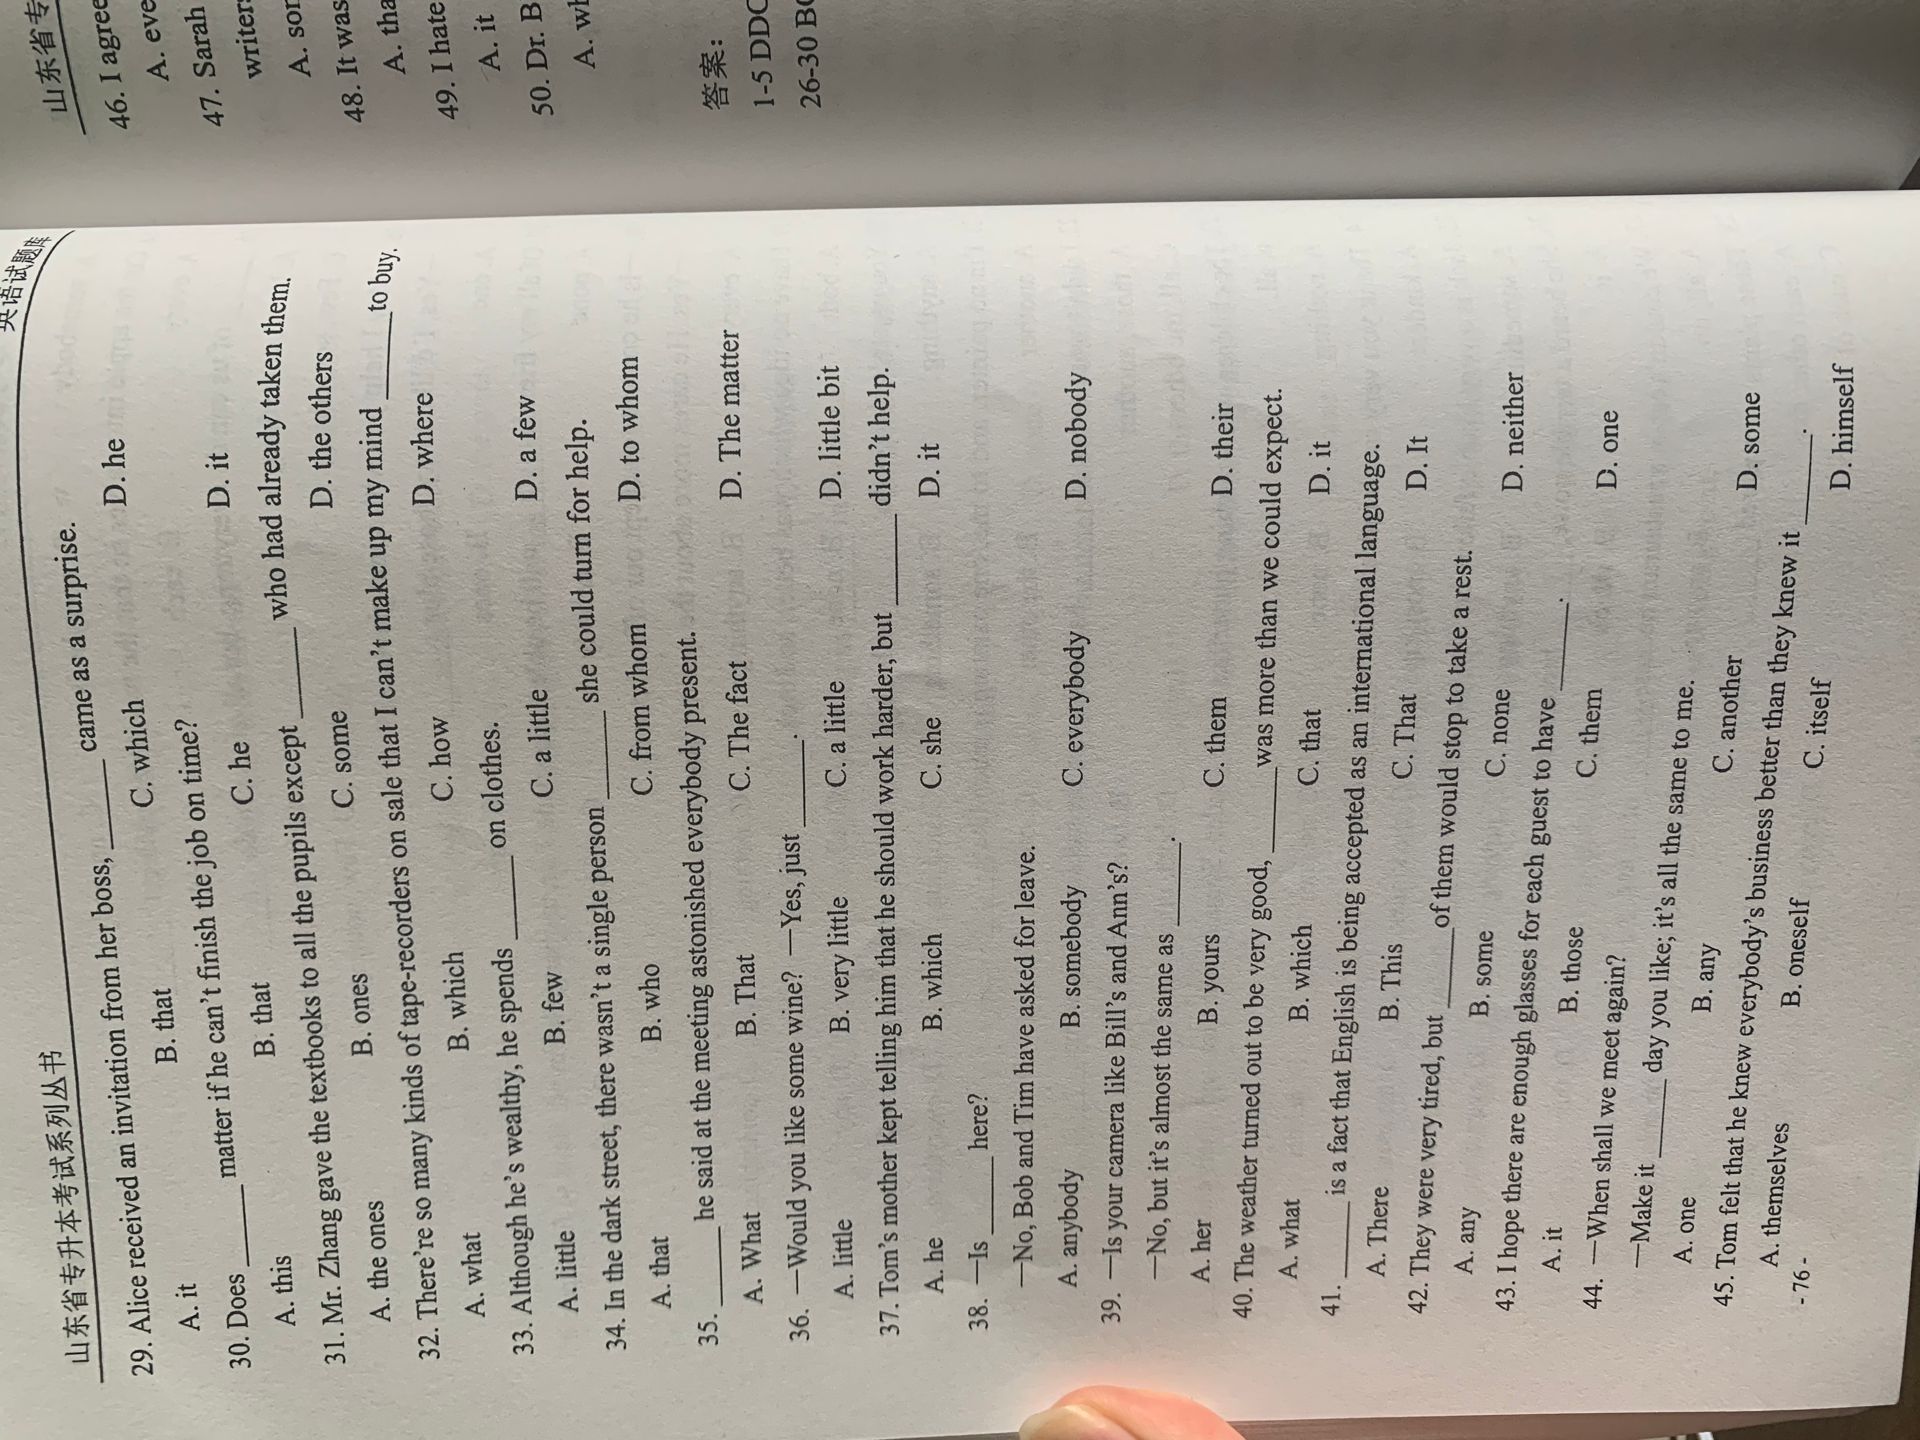 山东省专升本考试系列丛书
英语试题库
29. Alice received an invitation from her boss, ______ came as a surprise.
A. it B. that C. which D. he
30. Does ______ matter if he can't finish the job on time?
A. this B. that C. he D. it
31. Mr. Zhang gave the textbooks to all the pupils except ______ who had already taken them.
A. the ones B. ones C. some D. the others
32. There're so many kinds of tape-recorders on sale that I can't make up my mind ______ to buy.
A. what B. which C. how D. where
33. Although he's wealthy, he spends ______ on clothes.
A. little B. few C. a little D. a few
34. In the dark street, there wasn't a single person ______ she could turn for help.
A. that B. who C. from whom D. to whom
35. ______ he said at the meeting astonished everybody present.
A. What B. That C. The fact D. The matter
36. —Would you like some wine? —Yes, just ______.
A. little B. very little C. a little D. little bit
37. Tom's mother kept telling him that he should work harder, but ______ didn't help.
A. he B. which C. she D. it
38. —Is ______ here?
—No, Bob and Tim have asked for leave.
A. anybody B. somebody C. everybody D. nobody
39. —Is your camera like Bill's and Ann's?
—No, but it's almost the same as ______.
A. her B. yours C. them D. their
40. The weather turned out to be very good, ______ was more than we could expect.
A. what B. which C. that D. it
41. ______ is a fact that English is being accepted as an international language.
A. There B. This C. That D. It
42. They were very tired, but ______ of them would stop to take a rest.
A. any B. some C. none D. neither
43. I hope there are enough glasses for each guest to have ______.
A. it B. those C. them D. one
44. —When shall we meet again?
—Make it ______ day you like; it's all the same to me.
A. one B. any C. another D. some
45. Tom felt that he knew everybody's business better than they knew it ______.
A. themselves B. oneself C. itself D. himself
- 76 -
山东省专
46. I agree
A. eve
47. Sarah
writers
A. som
48. It was
A. tha
49. I hate
A. it
50. Dr. B
A. wh
答案：
1-5 DDC
26-30 BC